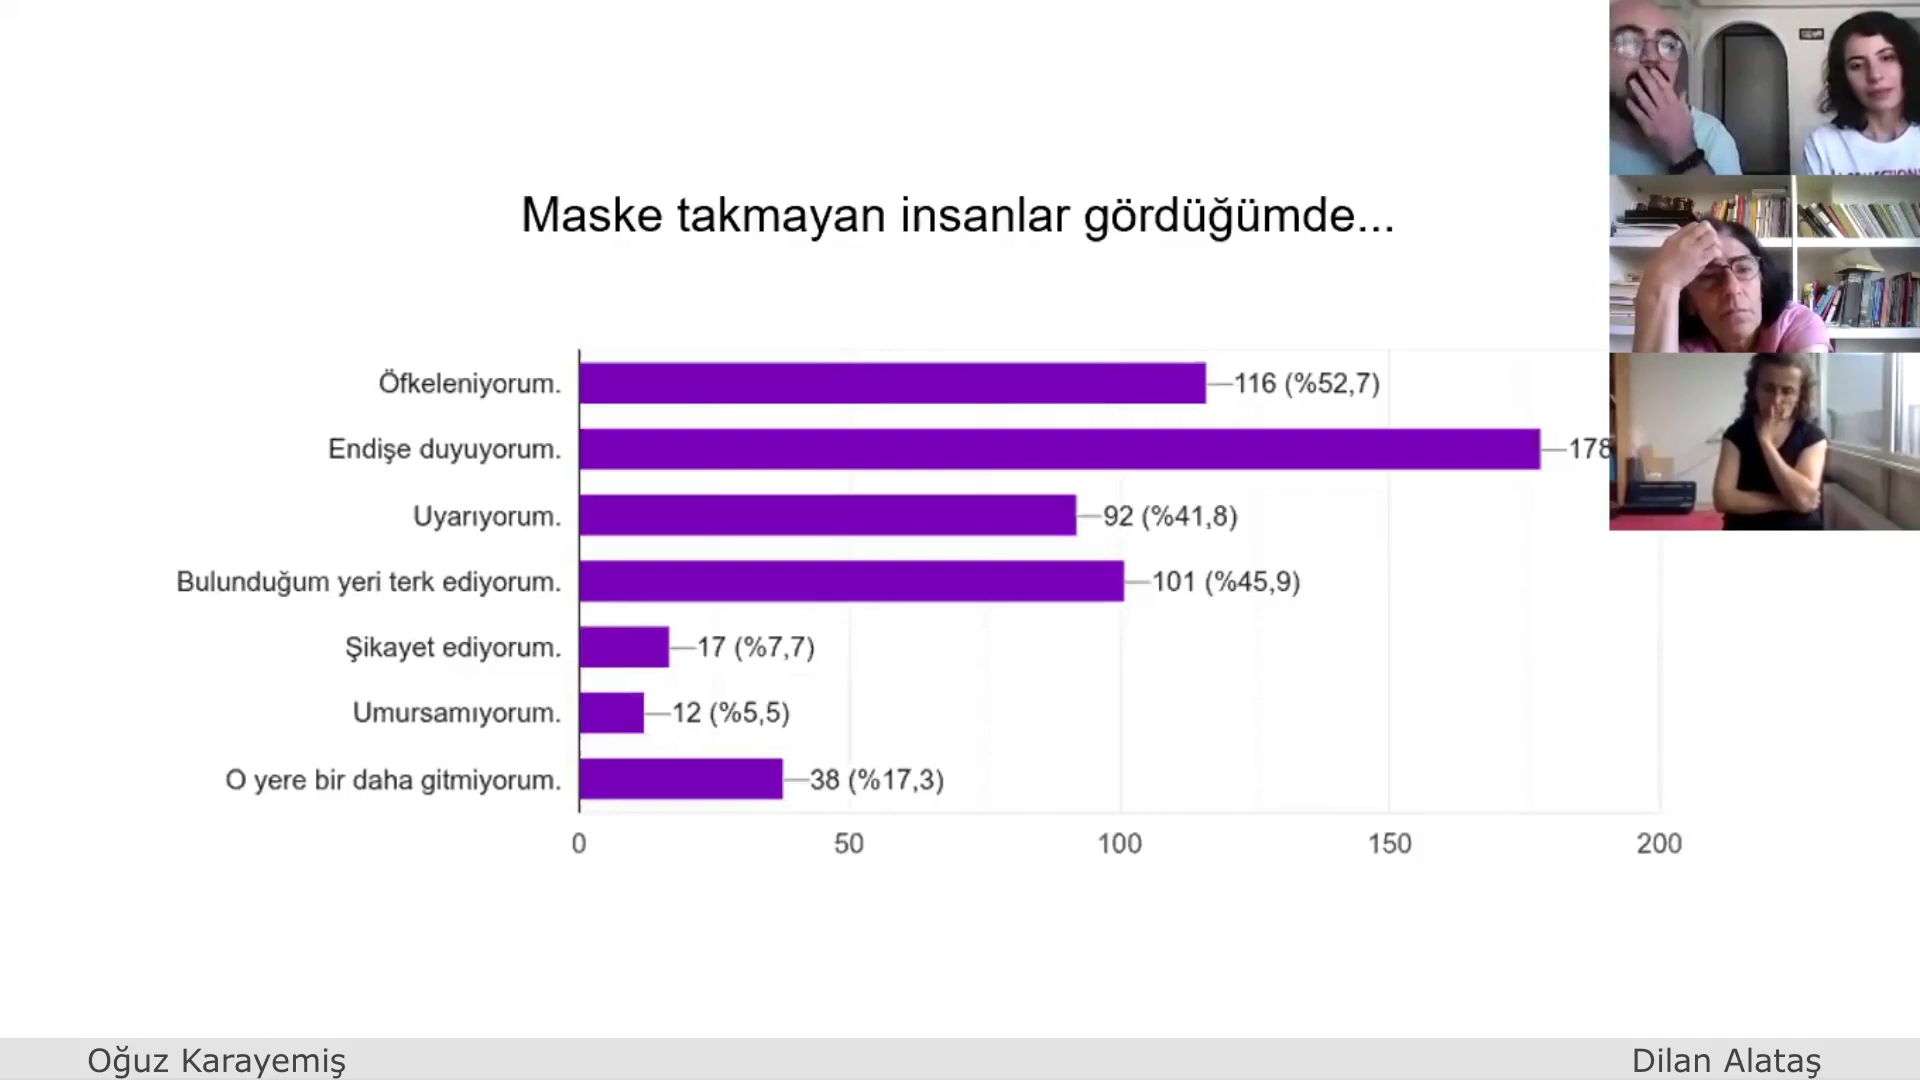 Maske takmayan insanlar gördüğümde...
Öfkeleniyorum.
116 (%52,7)
Endişe duyuyorum.
178
Uyarıyorum.
92 (%41,8)
Bulunduğum yeri terk ediyorum.
101 (%45,9)
Şikayet ediyorum.
17 (%7,7)
Umursamıyorum.
12 (%5,5)
O yere bir daha gitmiyorum.
38 (%17,3)
0 50 100 150 200
Oğuz Karayemiş
Dilan Alataş